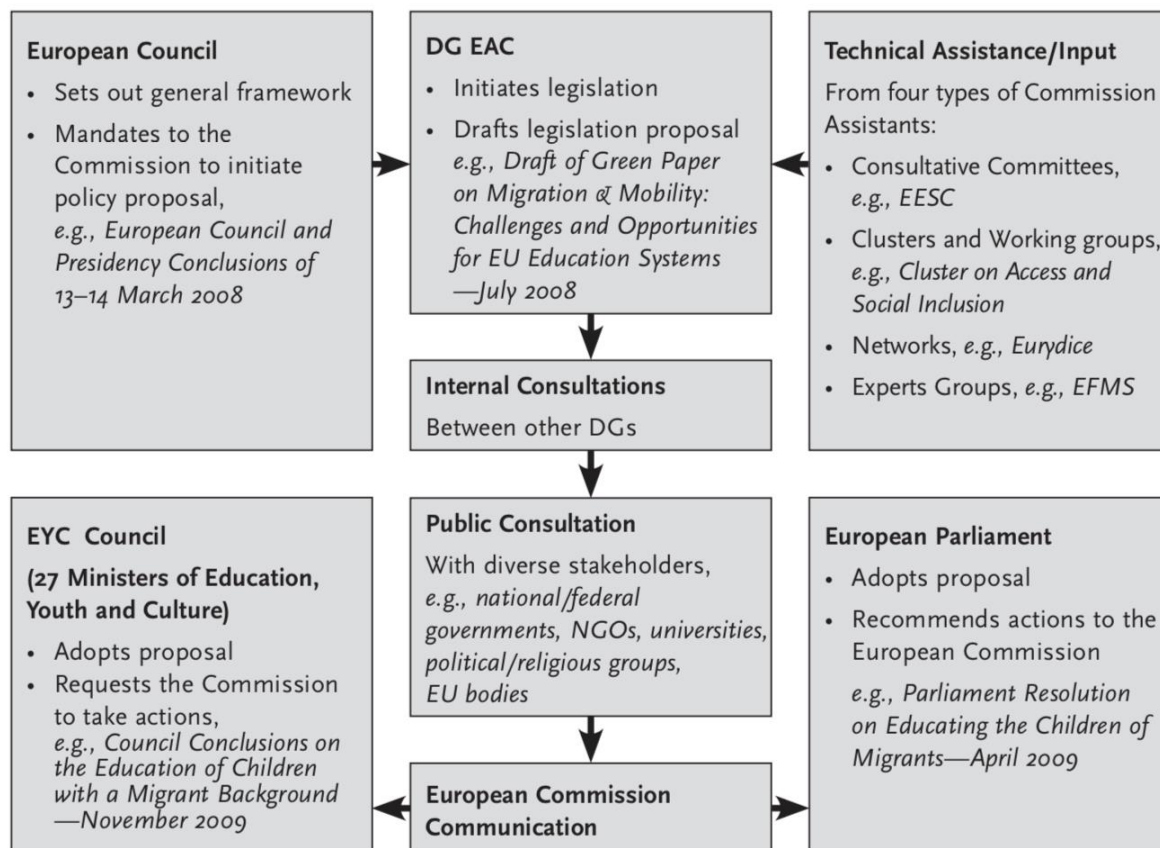 European Council
• Sets out general framework
• Mandates to the
Commission to initiate
policy proposal,
e.g., European Council and
Presidency Conclusions of
13–14 March 2008
DG EAC
• Initiates legislation
• Drafts legislation proposal
e.g., Draft of Green Paper
on Migration & Mobility:
Challenges and Opportunities
for EU Education Systems
—July 2008
Technical Assistance/Input
From four types of Commission
Assistants:
• Consultative Committees,
e.g., EESC
• Clusters and Working groups,
e.g., Cluster on Access and
Social Inclusion
• Networks, e.g., Eurydice
• Experts Groups, e.g., EFMS
Internal Consultations
Between other DGs
EYC Council
(27 Ministers of Education,
Youth and Culture)
• Adopts proposal
• Requests the Commission
to take actions,
e.g., Council Conclusions on
the Education of Children
with a Migrant Background
—November 2009
Public Consultation
With diverse stakeholders,
e.g., national/federal
governments, NGOs, universities,
political/religious groups,
EU bodies
European Parliament
• Adopts proposal
• Recommends actions to the
European Commission
e.g., Parliament Resolution
on Educating the Children of
Migrants—April 2009
European Commission
Communication